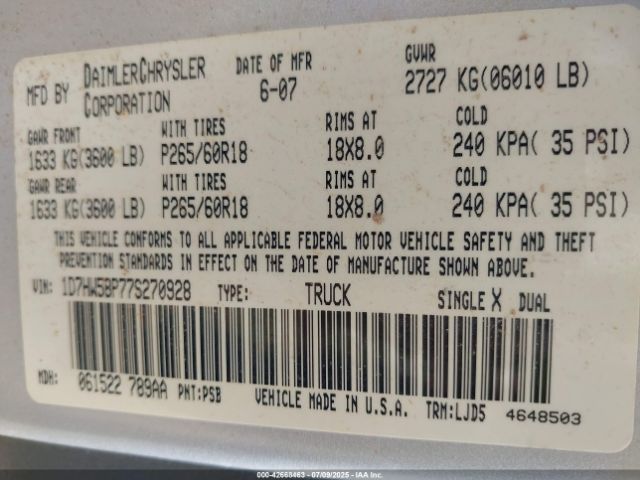 MFD BY DAIMLERCHRYSLER CORPORATION DATE OF MFR 6-07 GVWR 2727 KG(06010 LB)
GAWR FRONT WITH TIRES RIMS AT COLD
1633 KG(3600 LB) P265/60R18 18X8.0 240 KPA( 35 PSI)
GAWR REAR WITH TIRES RIMS AT COLD
1633 KG(3600 LB) P265/60R18 18X8.0 240 KPA( 35 PSI)
THIS VEHICLE CONFORMS TO ALL APPLICABLE FEDERAL MOTOR VEHICLE SAFETY AND THEFT
PREVENTION STANDARDS IN EFFECT ON THE DATE OF MANUFACTURE SHOWN ABOVE.
VIN: 1D7HW58P77S270928 TYPE: TRUCK SINGLE X DUAL
MDH: 061522 789AA PNT:PSB VEHICLE MADE IN U.S.A. TRM:LJD5 4648503
000-42668463 - 07/09/2025 - IAA Inc.